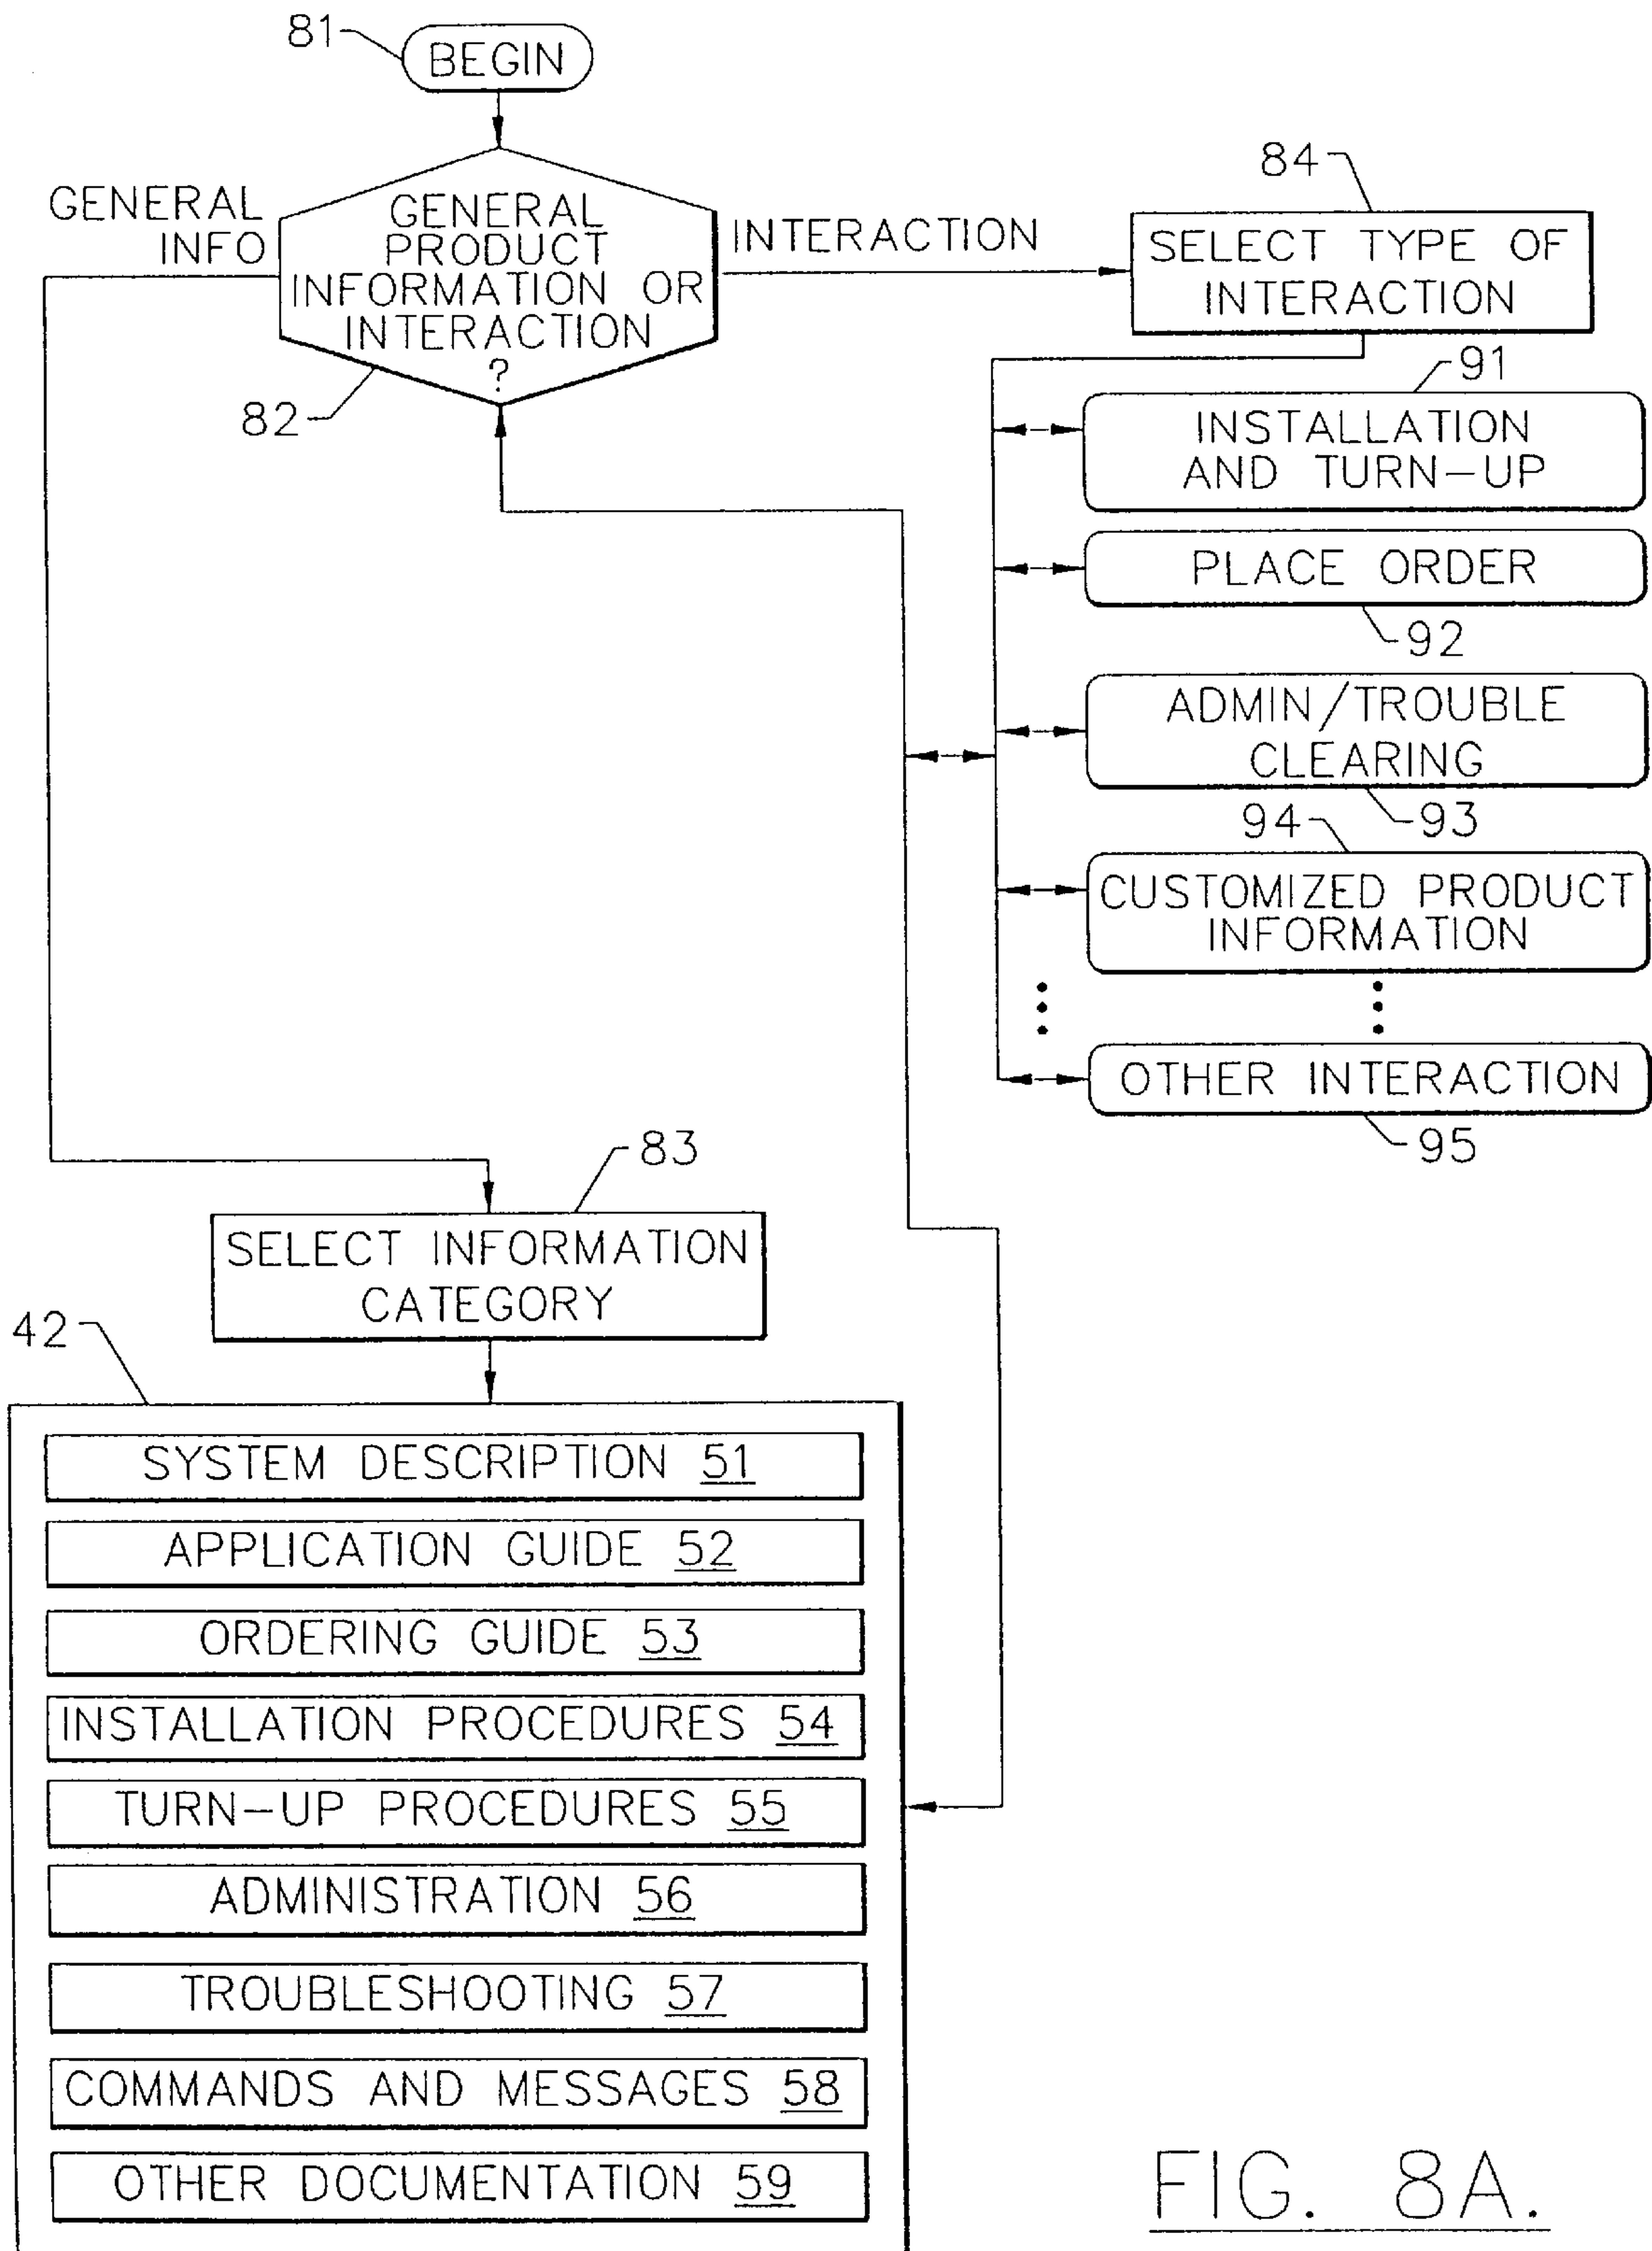 81
BEGIN
GENERAL
INFO
GENERAL
PRODUCT
INFORMATION OR
INTERACTION
?
82
INTERACTION
84
SELECT TYPE OF
INTERACTION
91
INSTALLATION
AND TURN-UP
PLACE ORDER
92
ADMIN/TROUBLE
CLEARING
93
94
CUSTOMIZED PRODUCT
INFORMATION
OTHER INTERACTION
95
83
SELECT INFORMATION
CATEGORY
42
SYSTEM DESCRIPTION 51
APPLICATION GUIDE 52
ORDERING GUIDE 53
INSTALLATION PROCEDURES 54
TURN-UP PROCEDURES 55
ADMINISTRATION 56
TROUBLESHOOTING 57
COMMANDS AND MESSAGES 58
OTHER DOCUMENTATION 59
FIG. 8A.